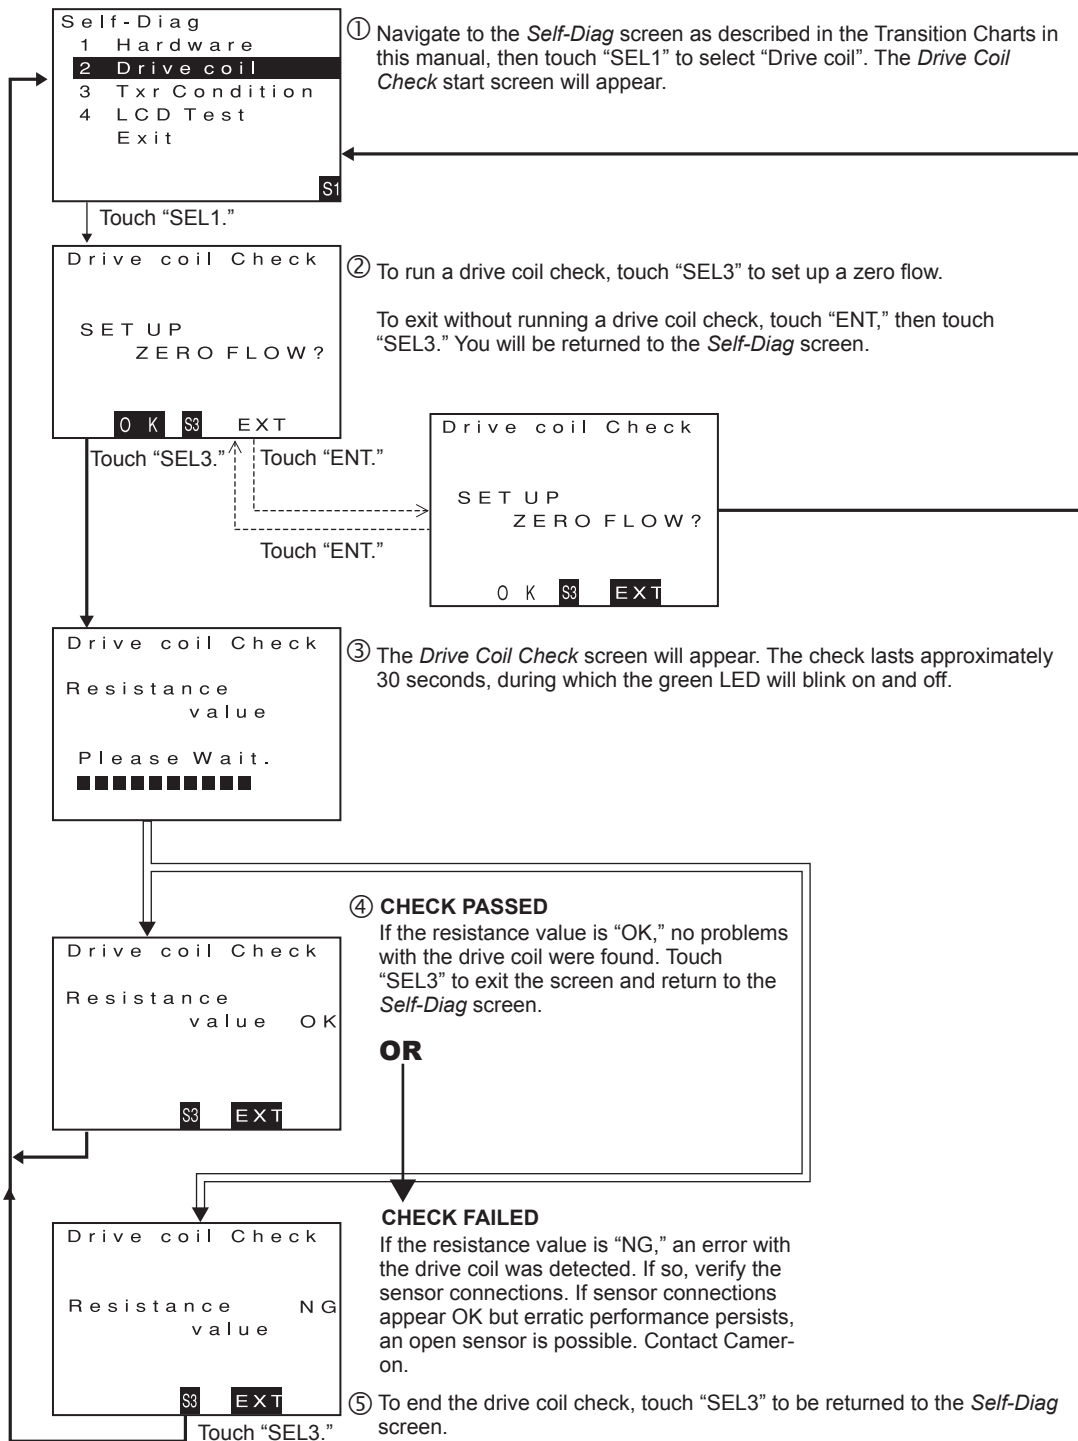 Self-Diag
1 Hardware
2 Drive coil
3 Txr Condition
4 LCD Test
Exit
S1
① Navigate to the Self-Diag screen as described in the Transition Charts in
this manual, then touch “SEL1” to select “Drive coil”. The Drive Coil
Check start screen will appear.
Touch “SEL1.”
Drive coil Check
SET UP
ZERO FLOW?
OK S3 EXT
② To run a drive coil check, touch “SEL3” to set up a zero flow.
To exit without running a drive coil check, touch “ENT,” then touch
“SEL3.” You will be returned to the Self-Diag screen.
Touch “SEL3.”
Touch “ENT.”
Touch “ENT.”
Drive coil Check
SET UP
ZERO FLOW?
OK S3 EXT
Drive coil Check
Resistance
value
Please Wait.
③ The Drive Coil Check screen will appear. The check lasts approximately
30 seconds, during which the green LED will blink on and off.
Drive coil Check
Resistance
value OK
S3 EXT
④ CHECK PASSED
If the resistance value is “OK,” no problems
with the drive coil were found. Touch
“SEL3” to exit the screen and return to the
Self-Diag screen.
OR
Drive coil Check
Resistance NG
value
S3 EXT
Touch “SEL3.”
CHECK FAILED
If the resistance value is “NG,” an error with
the drive coil was detected. If so, verify the
sensor connections. If sensor connections
appear OK but erratic performance persists,
an open sensor is possible. Contact Camer-
on.
⑤ To end the drive coil check, touch “SEL3” to be returned to the Self-Diag
screen.